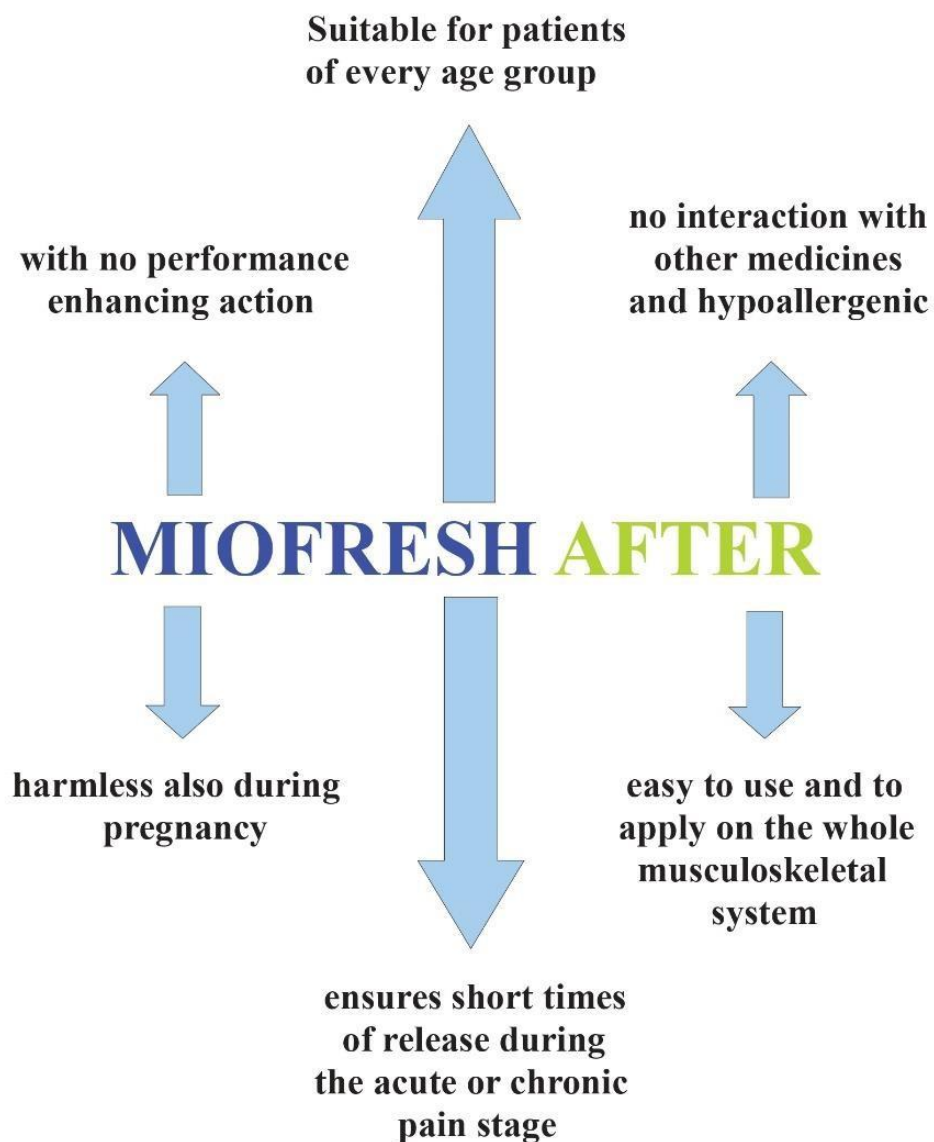 Suitable for patients
of every age group
with no performance
enhancing action
no interaction with
other medicines
and hypoallergenic
MIOFRESH AFTER
harmless also during
pregnancy
easy to use and to
apply on the whole
musculoskeletal
system
ensures short times
of release during
the acute or chronic
pain stage